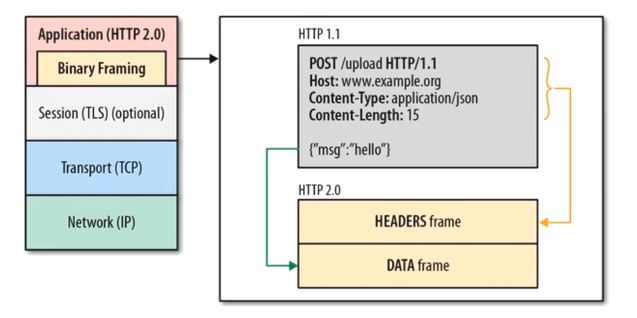 Application (HTTP 2.0)
Binary Framing
Session (TLS) (optional)
Transport (TCP)
Network (IP)
HTTP 1.1
POST /upload HTTP/1.1
Host: www.example.org
Content-Type: application/json
Content-Length: 15
{"msg":"hello"}
HTTP 2.0
HEADERS frame
DATA frame